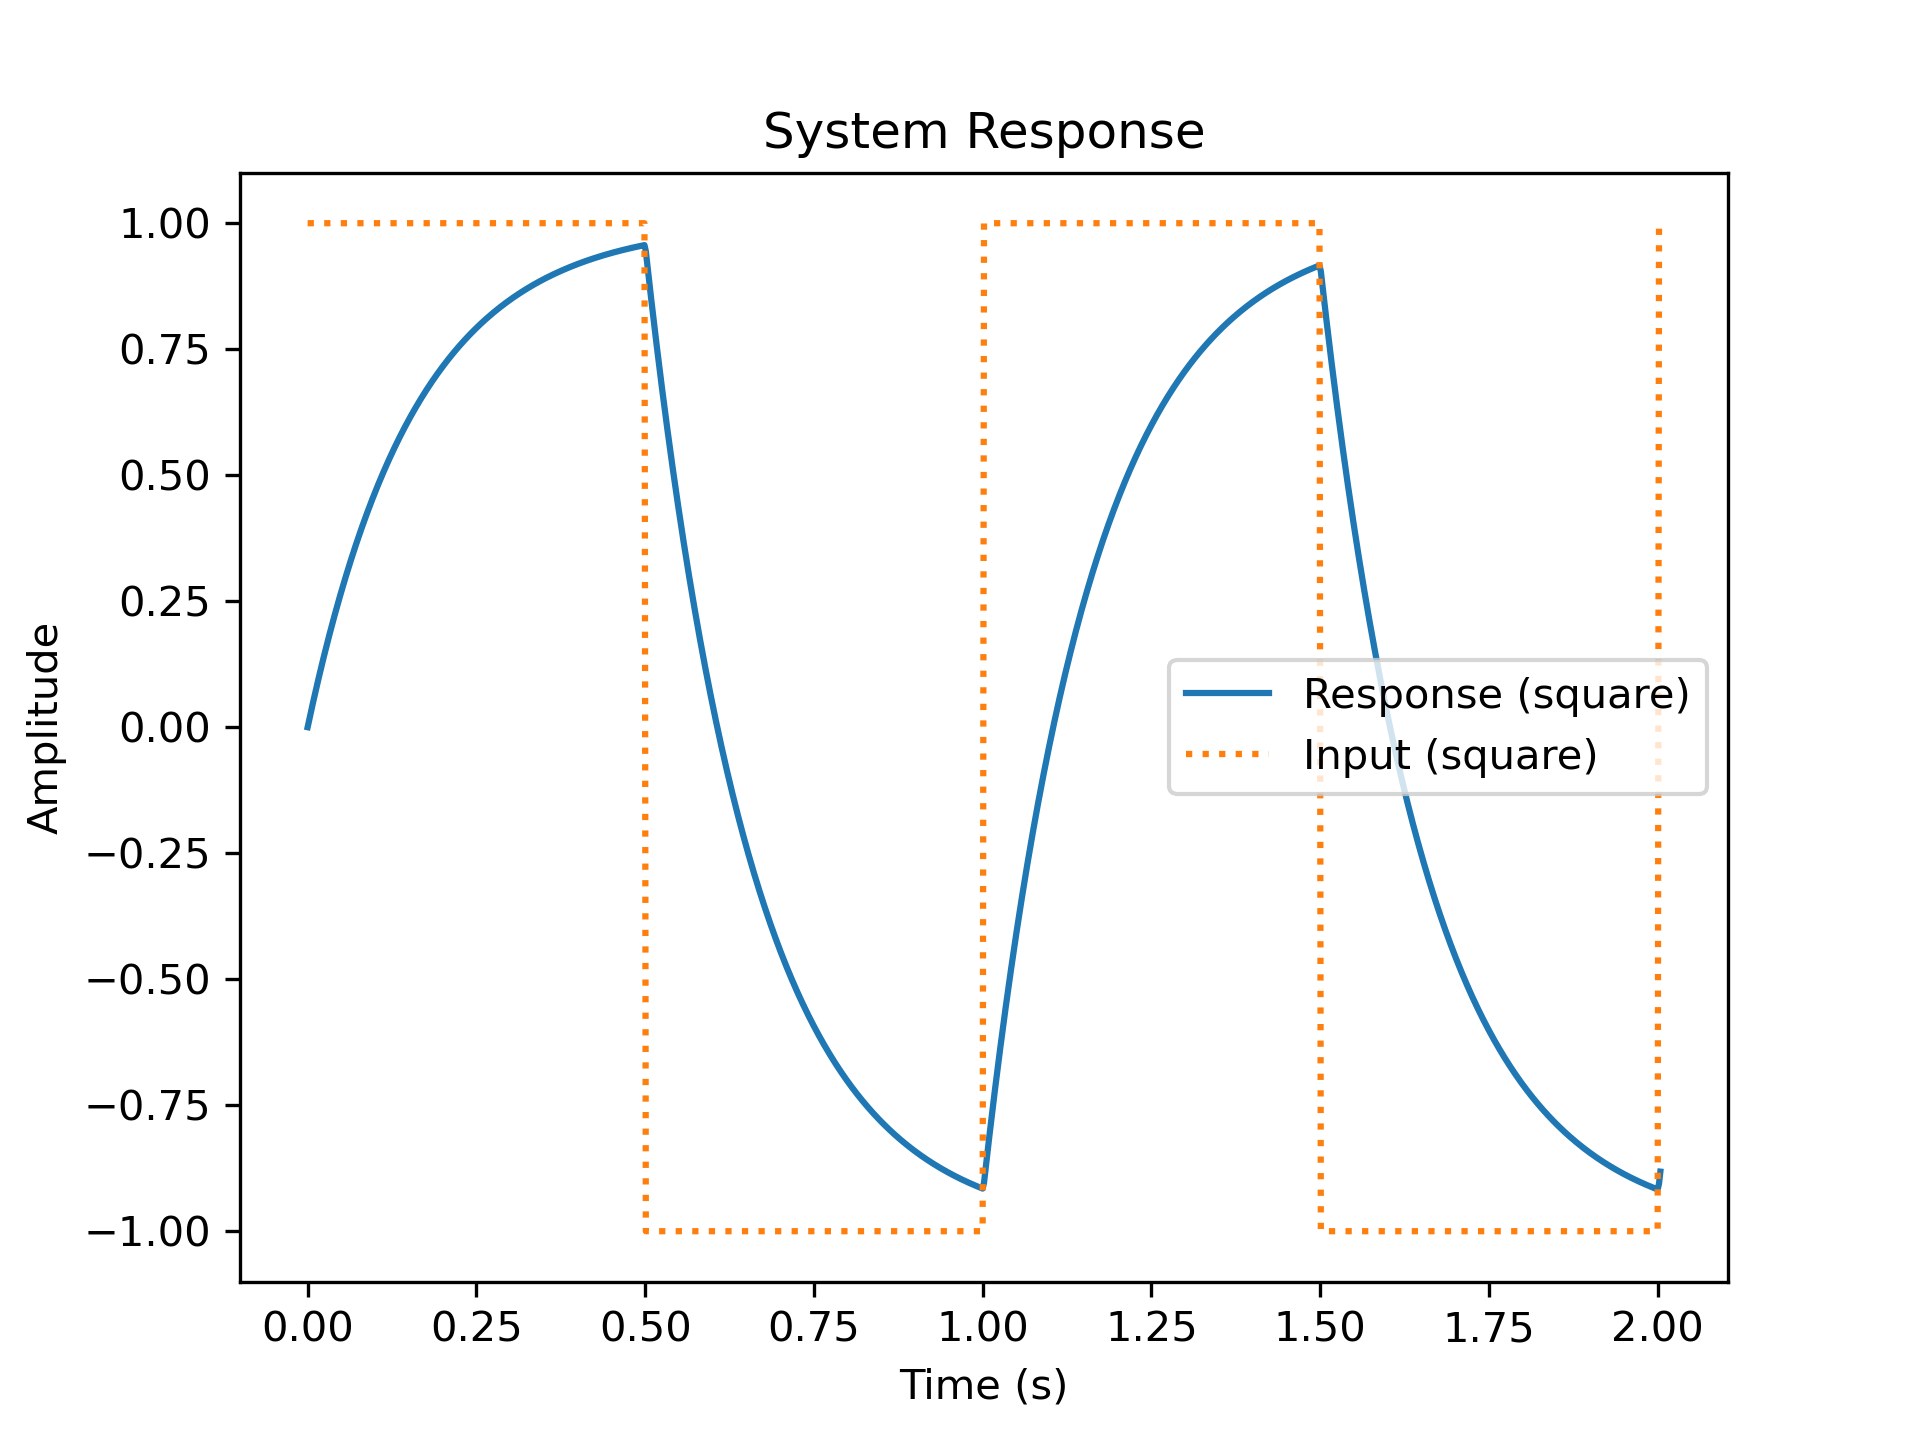 System Response
1.00
0.75
0.50
0.25
0.00
−0.25
−0.50
−0.75
−1.00
Amplitude
Response (square)
Input (square)
0.00 0.25 0.50 0.75 1.00 1.25 1.50 1.75 2.00
Time (s)